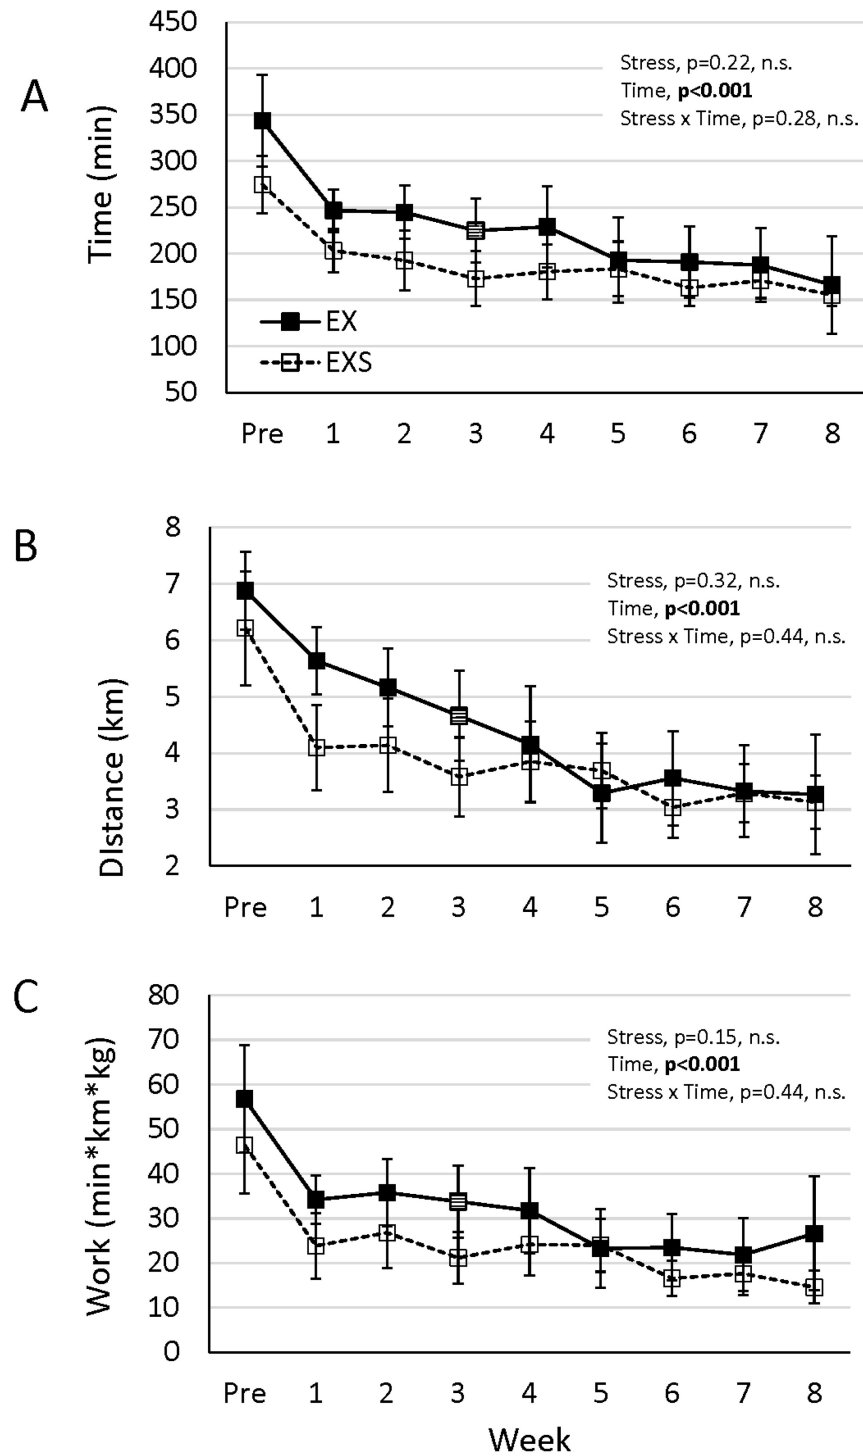 A
Time (min)
450
400
350
300
250
200
150
100
50
Stress, p=0.22, n.s.
Time, p<0.001
Stress x Time, p=0.28, n.s.
EX
EXS
Pre 1 2 3 4 5 6 7 8
B
DIstance (km)
8
7
6
5
4
3
2
Stress, p=0.32, n.s.
Time, p<0.001
Stress x Time, p=0.44, n.s.
Pre 1 2 3 4 5 6 7 8
C
Work (min*km*kg)
80
70
60
50
40
30
20
10
0
Stress, p=0.15, n.s.
Time, p<0.001
Stress x Time, p=0.44, n.s.
Pre 1 2 3 4 5 6 7 8
Week